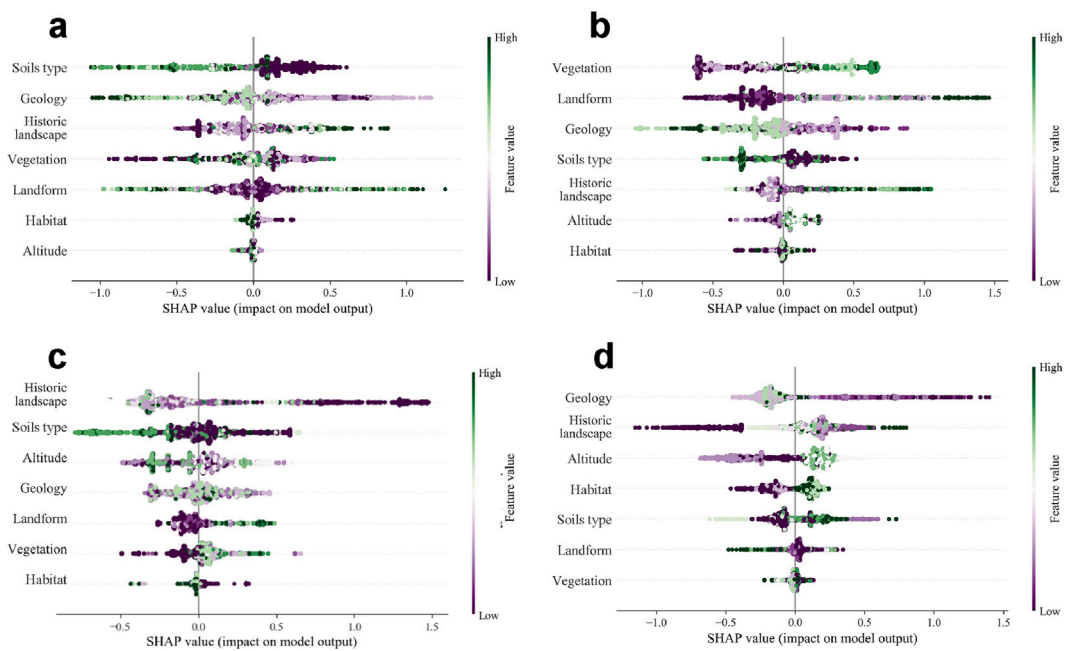 a
High
Soils type
Geology
Historic
landscape
Vegetation
Landform
Habitat
Altitude
Feature value
Low
−1.0 −0.5 0.0 0.5 1.0
SHAP value (impact on model output)
b
High
Vegetation
Landform
Geology
Soils type
Historic
landscape
Altitude
Habitat
Feature value
Low
−1.0 −0.5 0.0 0.5 1.0 1.5
SHAP value (impact on model output)
c
High
Historic
landscape
Soils type
Altitude
Geology
Landform
Vegetation
Habitat
Feature value
Low
−0.5 0.0 0.5 1.0 1.5
SHAP value (impact on model output)
d
High
Geology
Historic
landscape
Altitude
Habitat
Soils type
Landform
Vegetation
Feature value
Low
−1.0 −0.5 0.0 0.5 1.0 1.5
SHAP value (impact on model output)